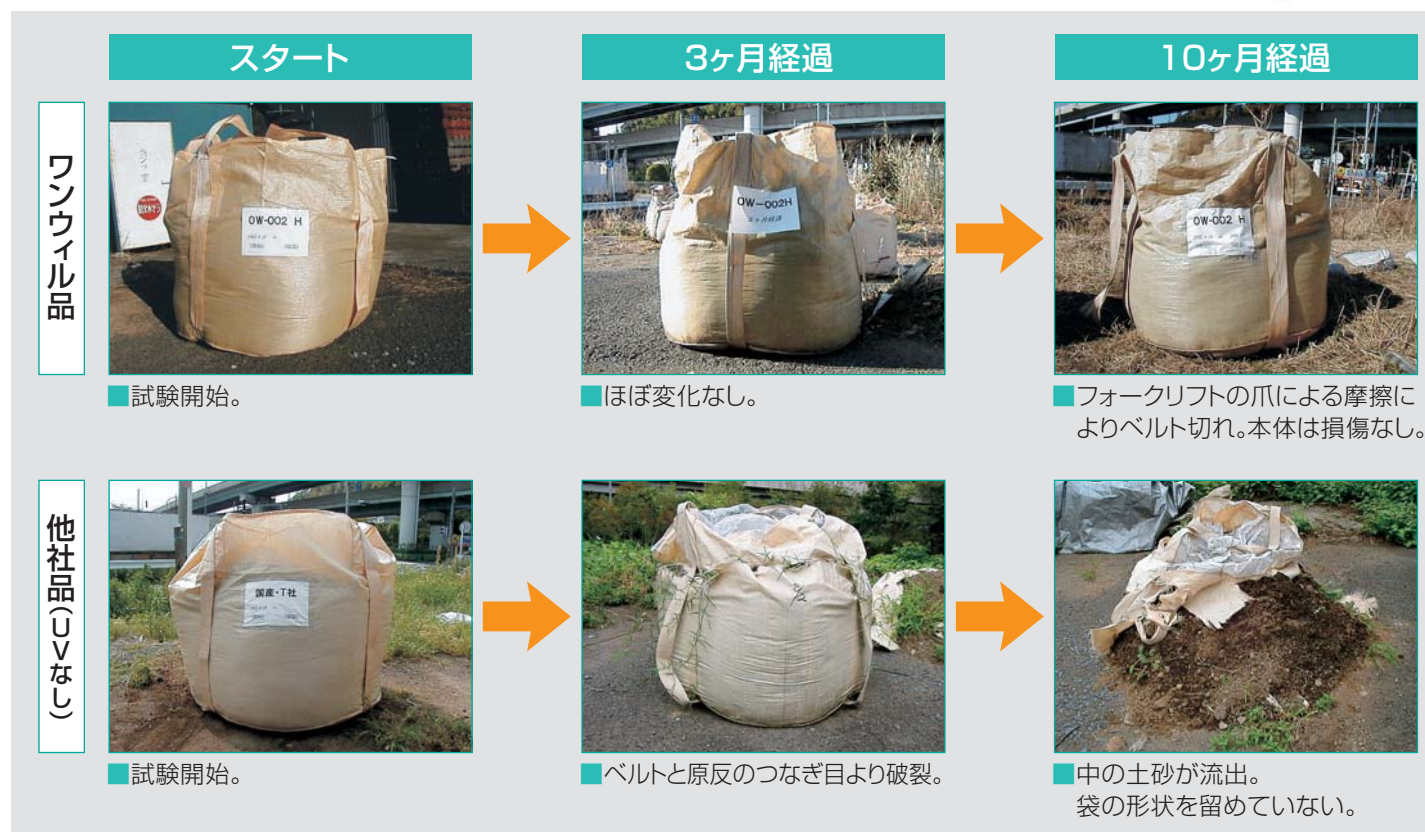 スタート
3ヶ月経過
10ヶ月経過
ワンウィル品
OW-002 H
OW-002H
3ヶ月経過
OW-002 H
■試験開始。
■ほぼ変化なし。
■フォークリフトの爪による摩擦に
よりベルト切れ。本体は損傷なし。
他社品(UVなし)
国産・T社
■試験開始。
■ベルトと原反のつなぎ目より破裂。
■中の土砂が流出。
袋の形状を留めていない。